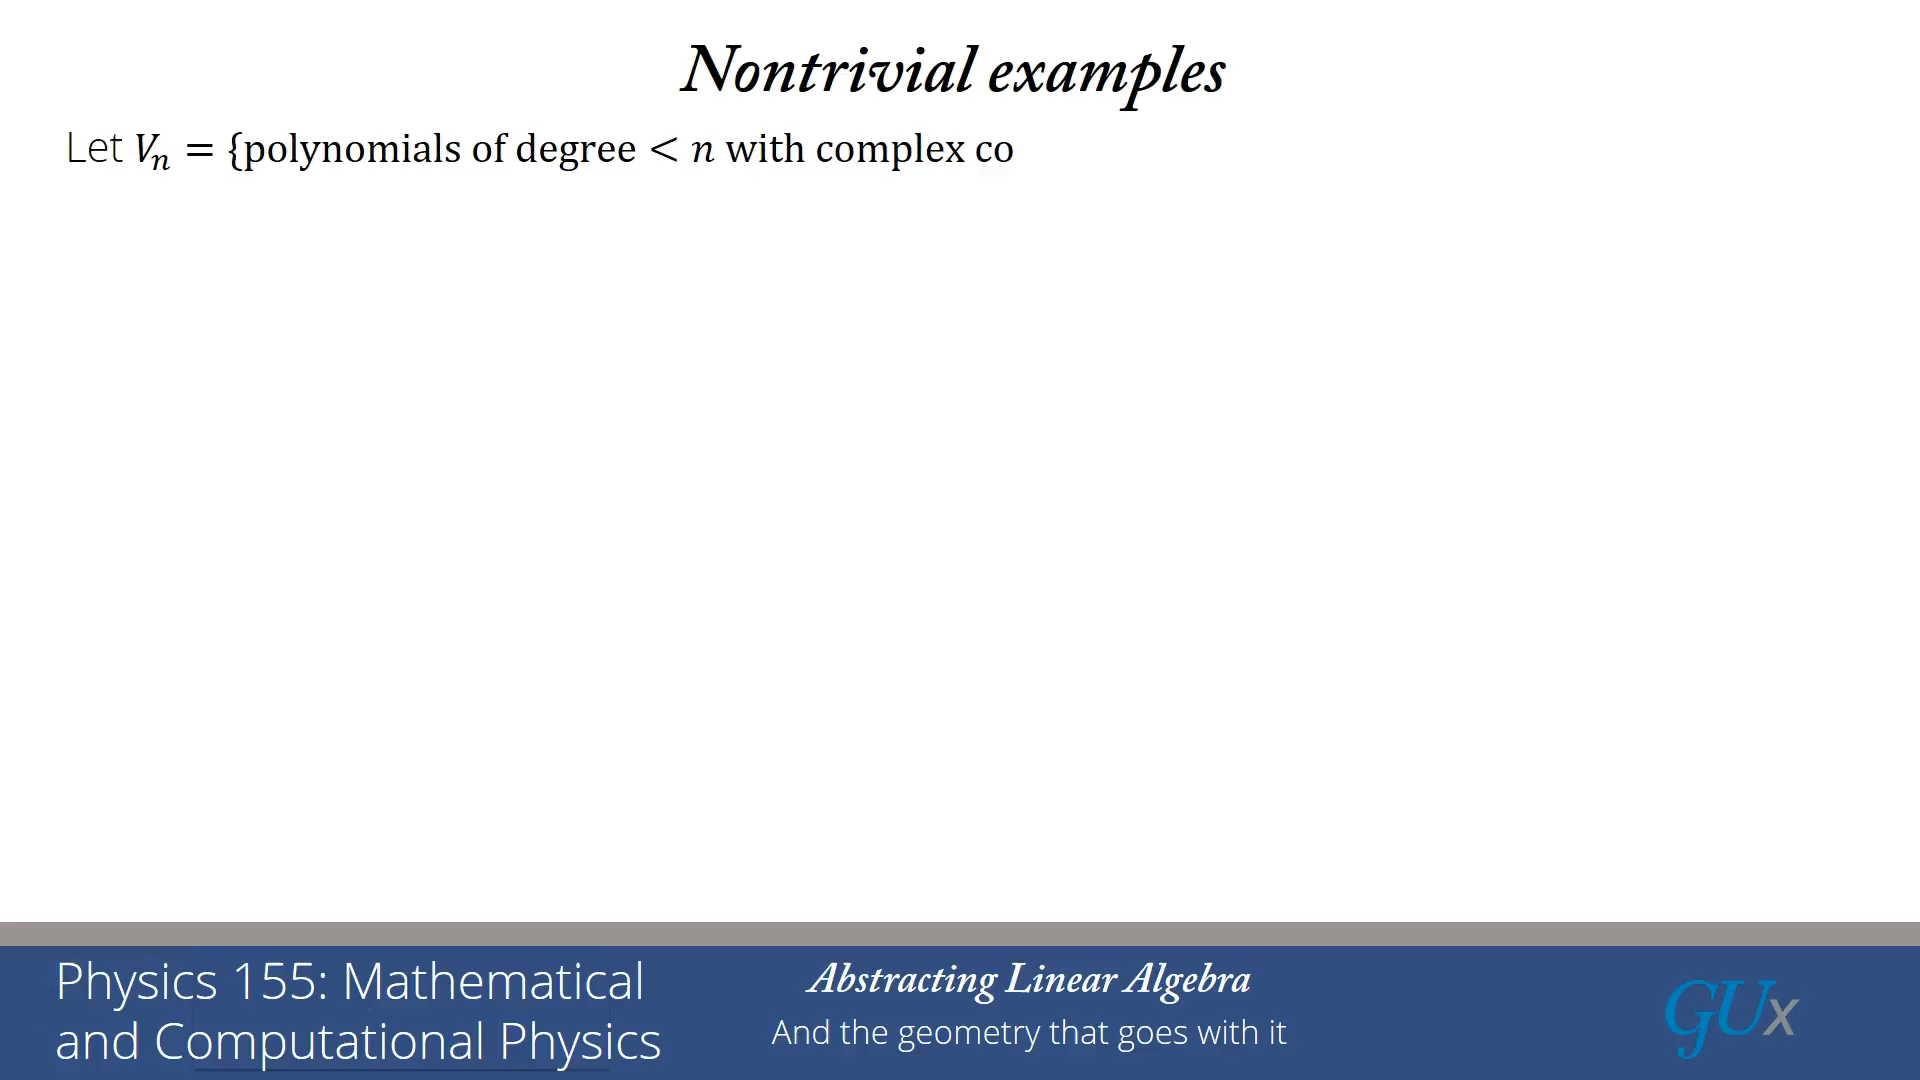 Nontrivial examples
Let Vₙ = {polynomials of degree < n with complex co
Physics 155: Mathematical
and Computational Physics
Abstracting Linear Algebra
And the geometry that goes with it
GUx